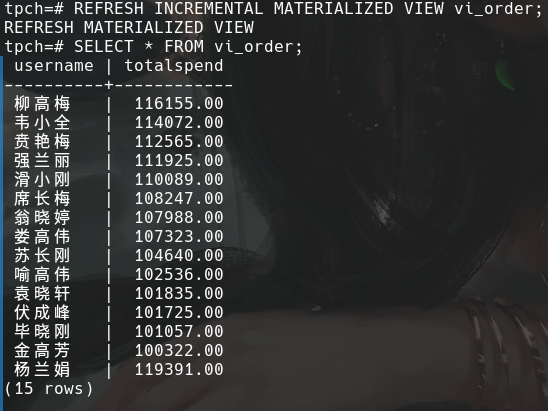 tpch=# REFRESH INCREMENTAL MATERIALIZED VIEW vi_order;
REFRESH MATERIALIZED VIEW
tpch=# SELECT * FROM vi_order;
 username | totalspend
----------+------------
 柳高梅   |  116155.00
 韦小全   |  114072.00
 贲艳梅   |  112565.00
 强兰丽   |  111925.00
 滑小刚   |  110089.00
 席长梅   |  108247.00
 翁晓婷   |  107988.00
 娄高伟   |  107323.00
 苏长刚   |  104640.00
 喻高伟   |  102536.00
 袁晓轩   |  101835.00
 伏成峰   |  101725.00
 毕晓刚   |  101057.00
 金高芳   |  100322.00
 杨兰娟   |  119391.00
(15 rows)